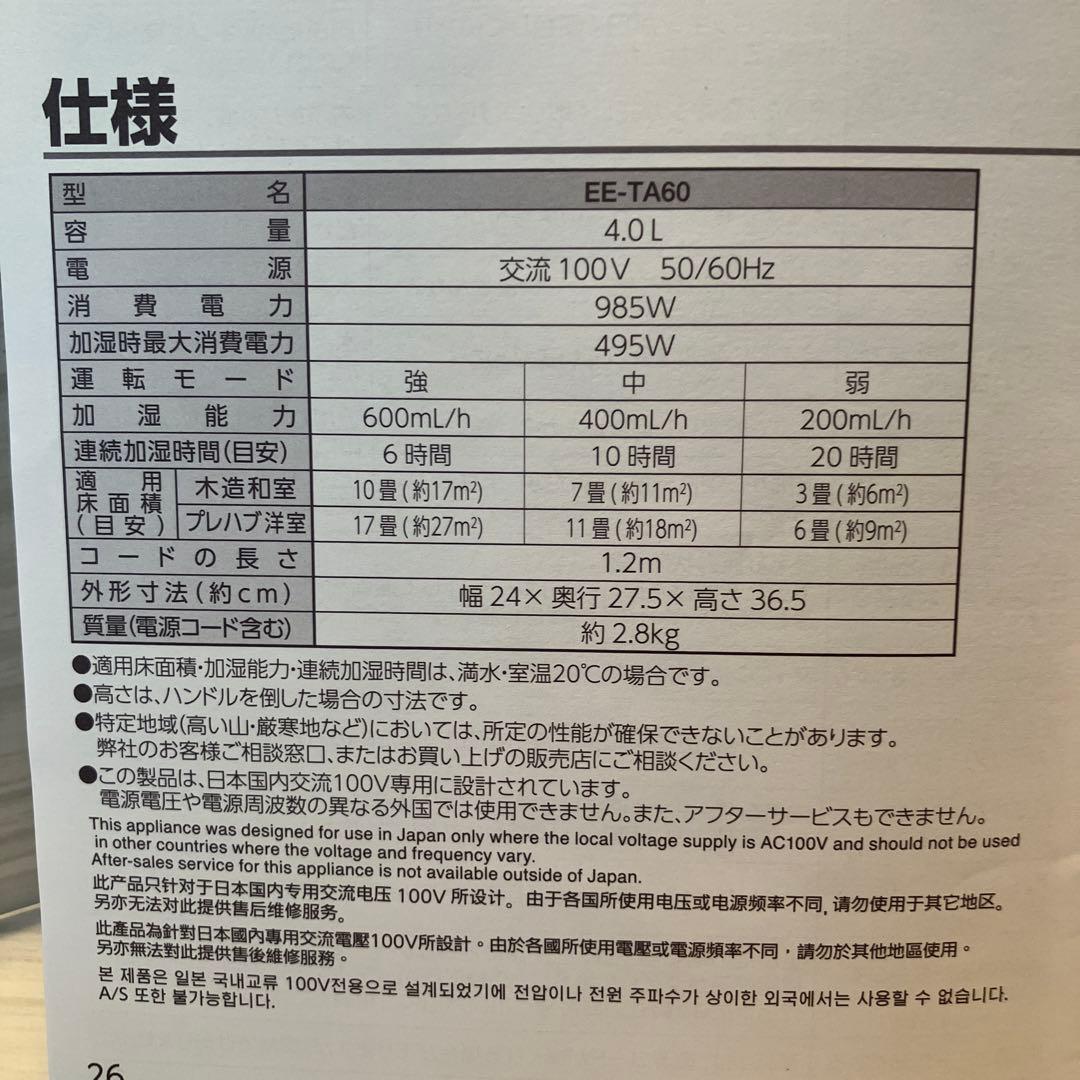 仕様
型名 EE-TA60
容量 4.0L
電源 交流100V 50/60Hz
消費電力 985W
加湿時最大消費電力 495W
運転モード 強 中 弱
加湿能力 600mL/h 400mL/h 200mL/h
連続加湿時間(目安) 6時間 10時間 20時間
適用床面積(目安) 木造和室 10畳(約17m²) 7畳(約11m²) 3畳(約6m²)
プレハブ洋室 17畳(約27m²) 11畳(約18m²) 6畳(約9m²)
コードの長さ 1.2m
外形寸法(約cm) 幅24×奥行27.5×高さ36.5
質量(電源コード含む) 約2.8kg
●適用床面積・加湿能力・連続加湿時間は、満水・室温20℃の場合です。
●高さは、ハンドルを倒した場合の寸法です。
●特定地域(高い山・厳寒地など)においては、所定の性能が確保できないことがあります。
弊社のお客様ご相談窓口、またはお買い上げの販売店にご相談ください。
●この製品は、日本国内交流100V専用に設計されています。
電源電圧や電源周波数の異なる外国では使用できません。また、アフターサービスもできません。
This appliance was designed for use in Japan only where the local voltage supply is AC100V and should not be used
in other countries where the voltage and frequency vary.
After-sales service for this appliance is not available outside of Japan.
此产品只针对于日本国内专用交流电压 100V 所设计。由于各国所使用电压或电源频率不同，请勿使用于其它地区。
另亦无法对此提供售后维修服务。
此產品為針對日本國內專用交流電壓100V所設計。由於各國所使用電壓或電源頻率不同，請勿於其他地區使用。
另亦無法對此提供售後維修服務。
본 제품은 일본 국내교류 100V전용으로 설계되었기에 전압이나 전원 주파수가 상이한 외국에서는 사용할 수 없습니다.
A/S 또한 불가능합니다.
26